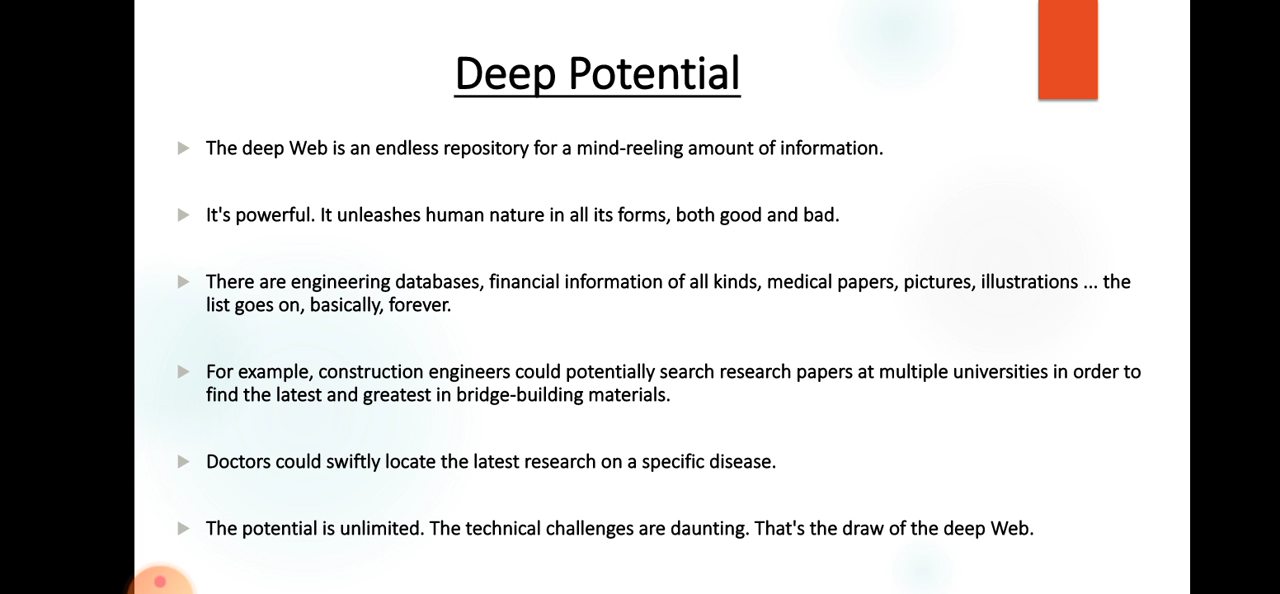 Deep Potential
The deep Web is an endless repository for a mind-reeling amount of information.
It's powerful. It unleashes human nature in all its forms, both good and bad.
There are engineering databases, financial information of all kinds, medical papers, pictures, illustrations ... the
list goes on, basically, forever.
For example, construction engineers could potentially search research papers at multiple universities in order to
find the latest and greatest in bridge-building materials.
Doctors could swiftly locate the latest research on a specific disease.
The potential is unlimited. The technical challenges are daunting. That's the draw of the deep Web.